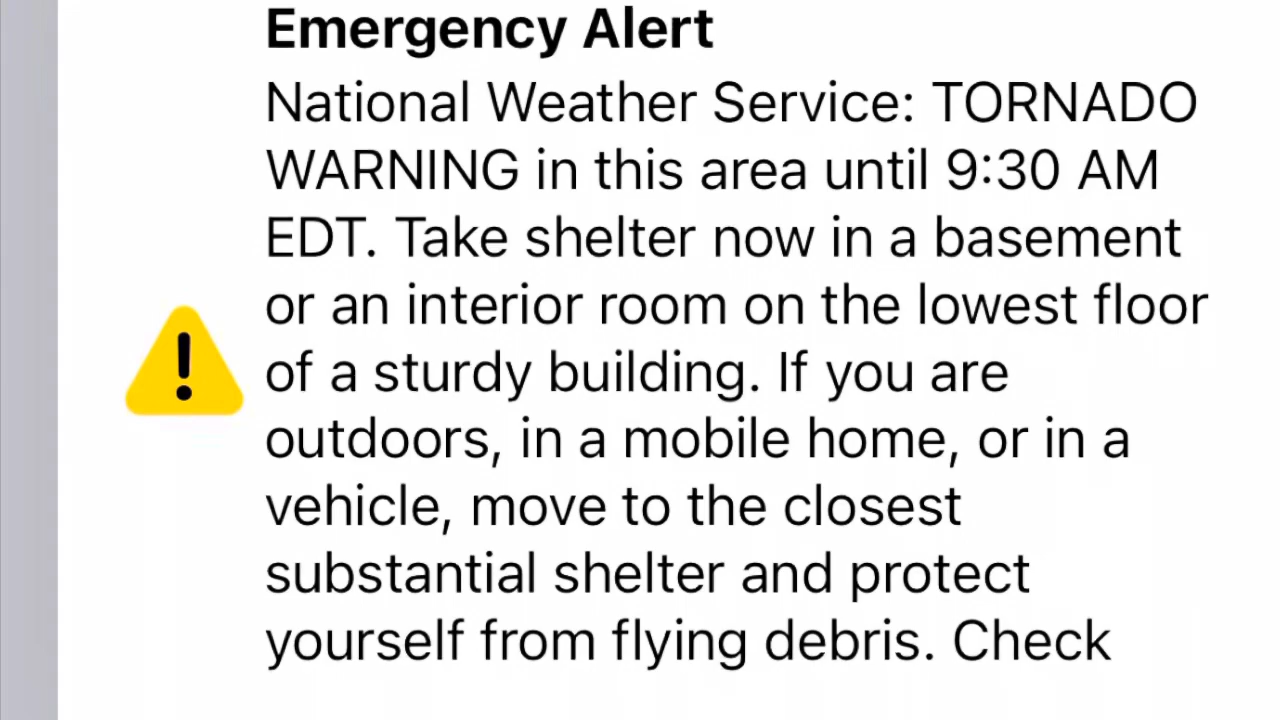 Emergency Alert
National Weather Service: TORNADO
WARNING in this area until 9:30 AM
EDT. Take shelter now in a basement
or an interior room on the lowest floor
of a sturdy building. If you are
outdoors, in a mobile home, or in a
vehicle, move to the closest
substantial shelter and protect
yourself from flying debris. Check